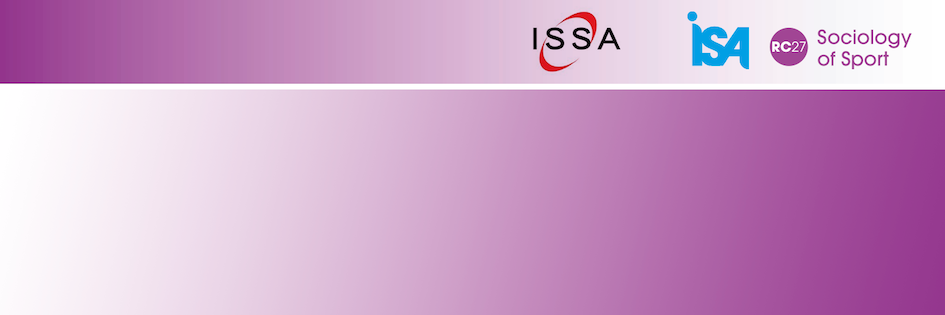 ISSA
iSA
RC27
Sociology
of Sport